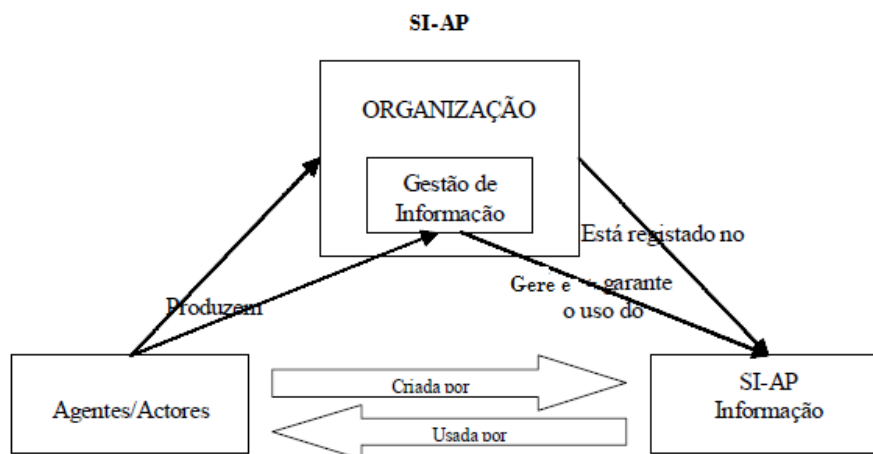 SI-AP
ORGANIZAÇÃO
Gestão de
Informação
Está registado no
Gere e garante
o uso do
Produzem
Agentes/Actores
Criada por
Usada por
SI-AP
Informação